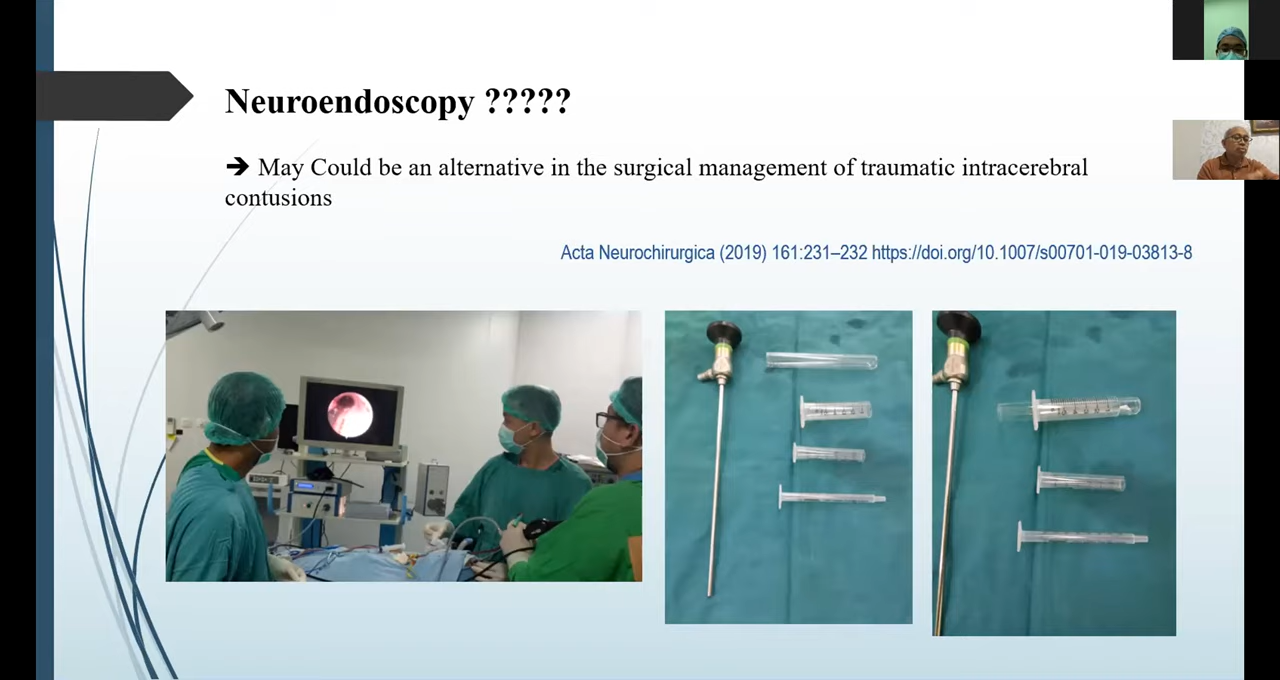 Neuroendoscopy ?????
➔ May Could be an alternative in the surgical management of traumatic intracerebral
contusions
Acta Neurochirurgica (2019) 161:231–232 https://doi.org/10.1007/s00701-019-03813-8